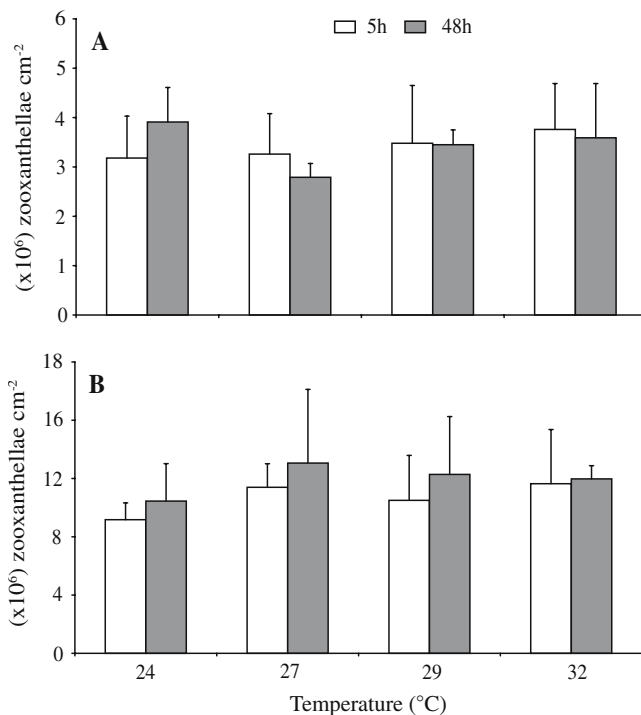 5h 48h
A
6
5
4
3
2
1
0
(x10⁶) zooxanthellae cm⁻²
B
18
16
12
8
4
0
(x10⁶) zooxanthellae cm⁻²
24 27 29 32
Temperature (°C)